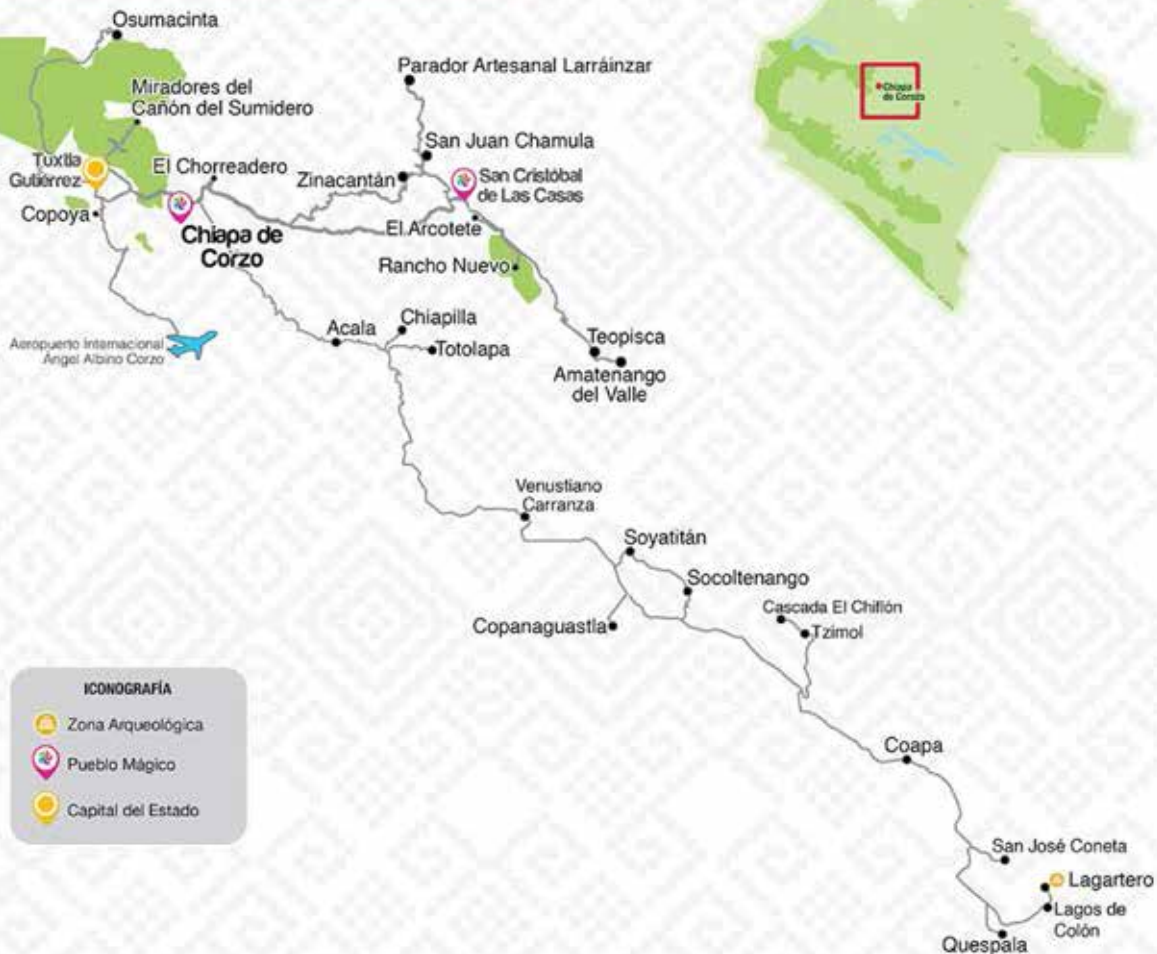 Osumacinta
Miradores del
Cañón del Sumidero
Parador Artesanal Larráinzar
Chiapa
de Corzo
San Juan Chamula
Tuxtla
Gutiérrez
El Chorreadero
Zinacantán
San Cristóbal
de Las Casas
Copoya
Chiapa de
Corzo
El Arcotete
Rancho Nuevo
Aeropuerto Internacional
Ángel Albino Corzo
Acala
Chiapilla
Totolapa
Teopisca
Amatenango
del Valle
Venustiano
Carranza
Soyatitán
Socoltenango
Copanaguastla
Cascada El Chiflón
Tzimol
ICONOGRAFÍA
Zona Arqueológica
Pueblo Mágico
Capital del Estado
Coapa
San José Coneta
Lagartero
Lagos de
Colón
Quespala